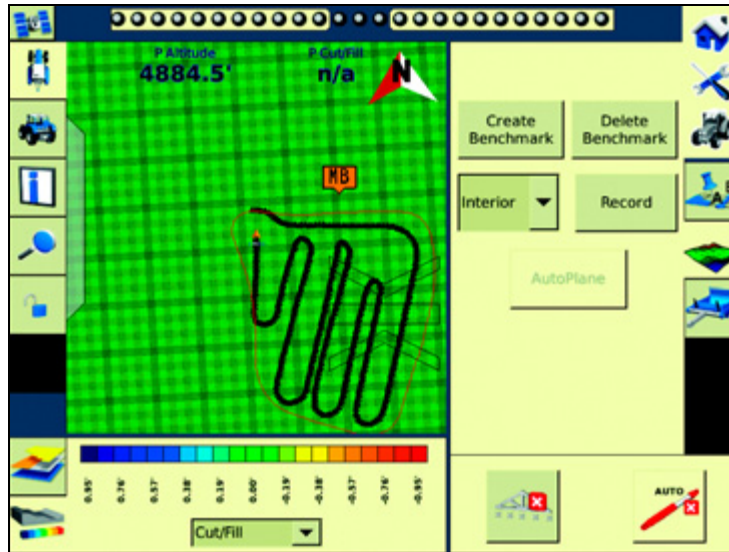 P Altitude
4884.5'
P Cut/Fill
n/a
N
Create
Benchmark
Delete
Benchmark
MB
Interior
Record
AutoPlane
0.95'
0.76'
0.57'
0.38'
0.19'
0.00'
-0.19'
-0.38'
-0.57'
-0.76'
-0.95'
Cut/Fill
AUTO